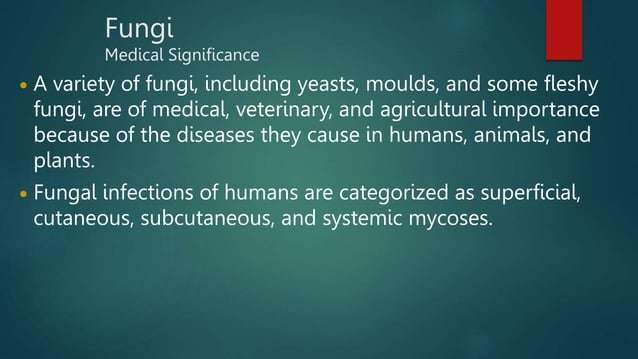 Fungi
Medical Significance
• A variety of fungi, including yeasts, moulds, and some fleshy
fungi, are of medical, veterinary, and agricultural importance
because of the diseases they cause in humans, animals, and
plants.
• Fungal infections of humans are categorized as superficial,
cutaneous, subcutaneous, and systemic mycoses.